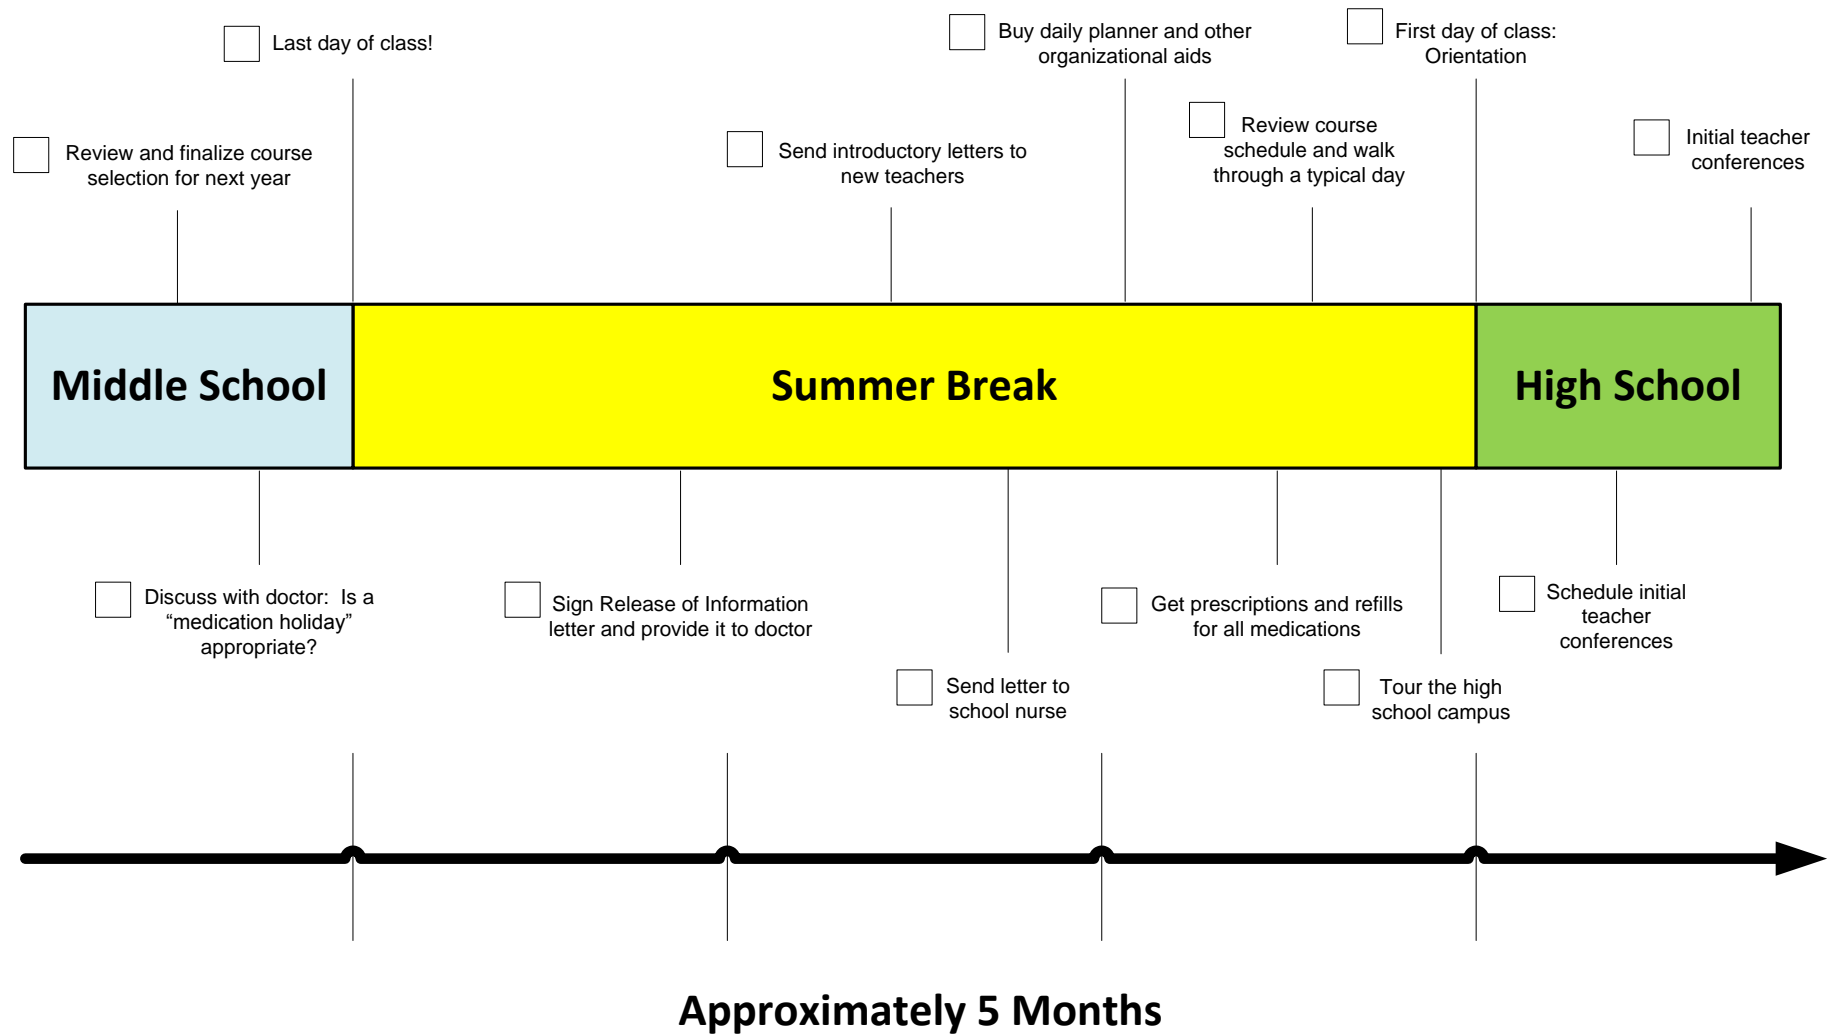 Last day of class!
Buy daily planner and other
organizational aids
First day of class:
Orientation
Review and finalize course
selection for next year
Send introductory letters to
new teachers
Review course
schedule and walk
through a typical day
Initial teacher
conferences
Middle School
Summer Break
High School
Discuss with doctor:  Is a
“medication holiday”
appropriate?
Sign Release of Information
letter and provide it to doctor
Send letter to
school nurse
Get prescriptions and refills
for all medications
Tour the high
school campus
Schedule initial
teacher
conferences
Approximately 5 Months